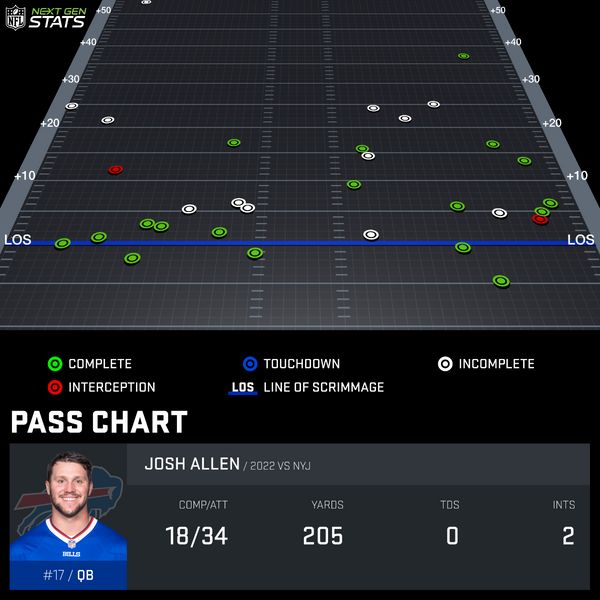 NFL NEXT GEN STATS
+50 +50
+30 +30
+20 +20
+10 +10
LOS LOS
COMPLETE TOUCHDOWN INCOMPLETE
INTERCEPTION LOS LINE OF SCRIMMAGE
PASS CHART
JOSH ALLEN / 2022 VS NYJ
COMP/ATT YARDS TDS INTS
18/34 205 0 2
BILLS
#17 / QB